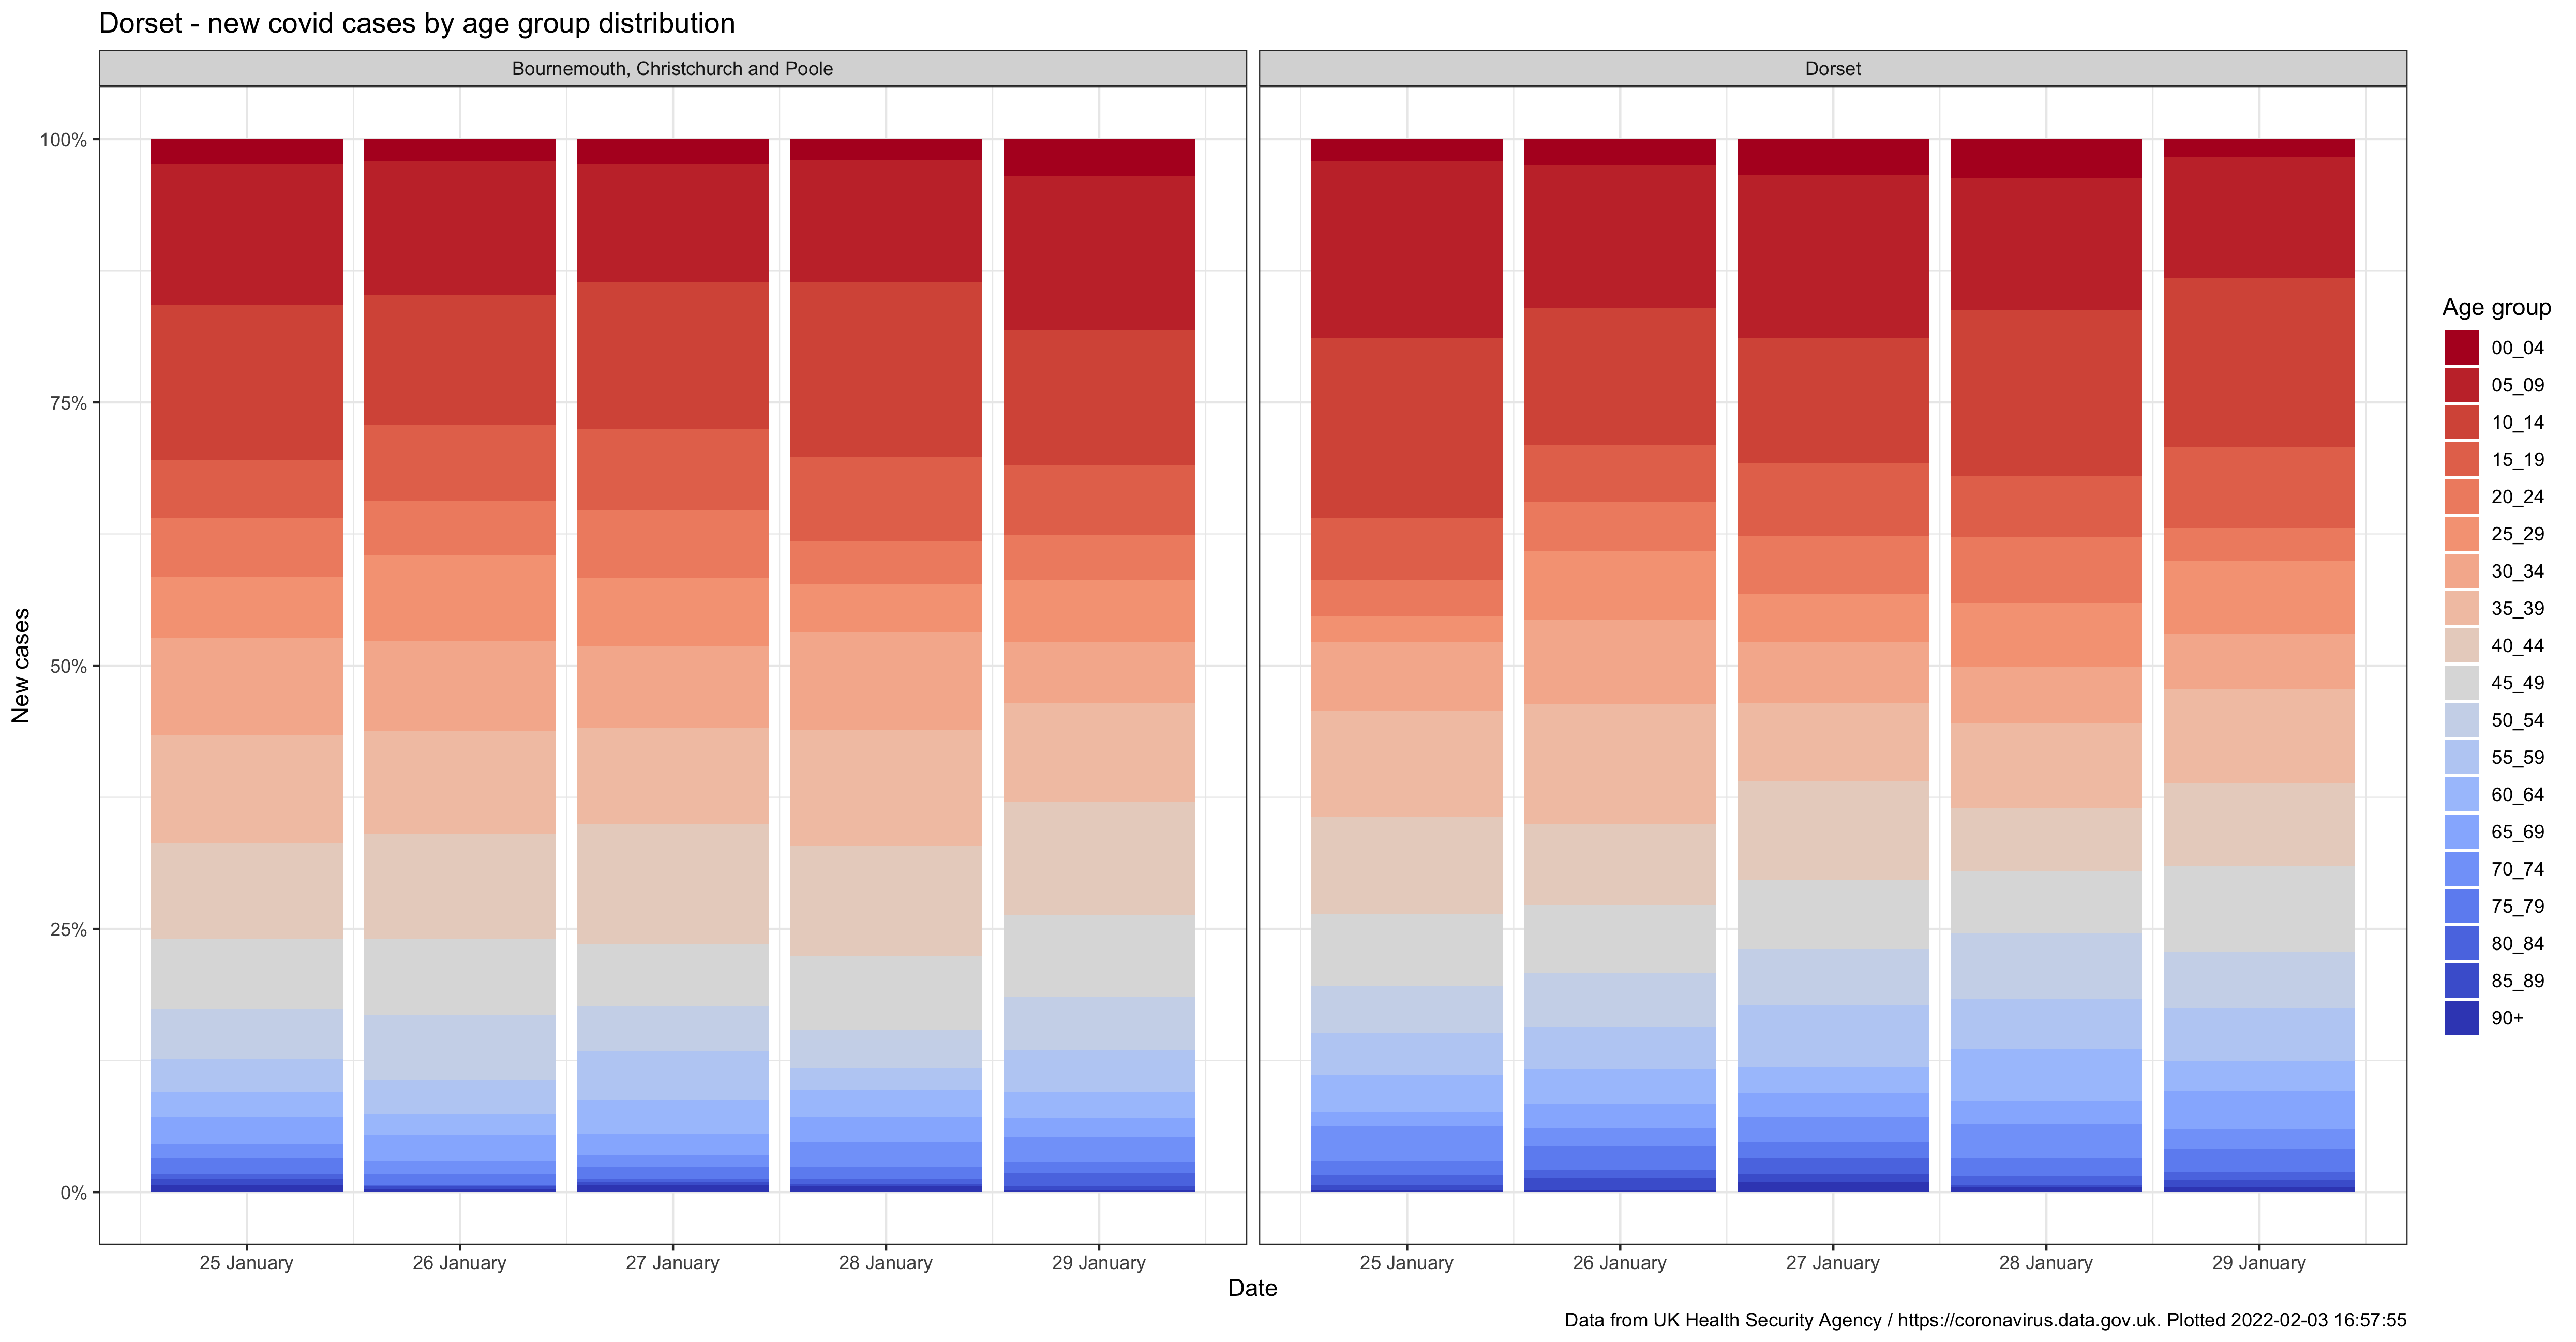 Dorset - new covid cases by age group distribution
Bournemouth, Christchurch and Poole
Dorset
100%
75%
50%
25%
0%
New cases
25 January
26 January
27 January
28 January
29 January
25 January
26 January
27 January
28 January
29 January
Date
Age group
00_04
05_09
10_14
15_19
20_24
25_29
30_34
35_39
40_44
45_49
50_54
55_59
60_64
65_69
70_74
75_79
80_84
85_89
90+
Data from UK Health Security Agency / https://coronavirus.data.gov.uk. Plotted 2022-02-03 16:57:55